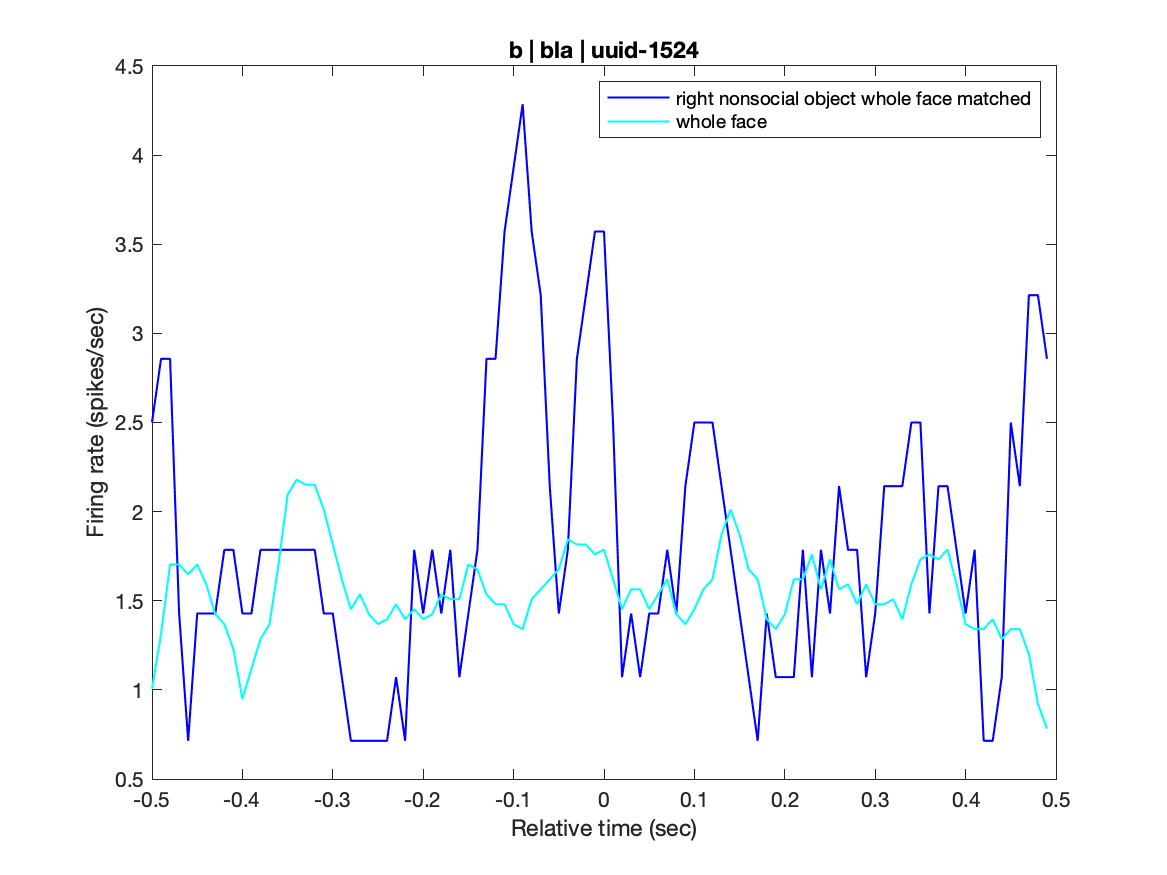 b | bla | uuid-1524
right nonsocial object whole face matched
whole face
4.5
4
3.5
3
2.5
2
1.5
1
0.5
Firing rate (spikes/sec)
-0.5 -0.4 -0.3 -0.2 -0.1 0 0.1 0.2 0.3 0.4 0.5
Relative time (sec)